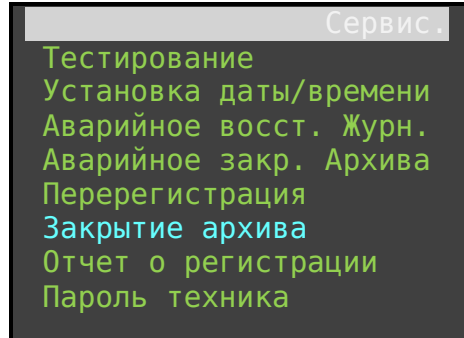 Сервис.
Тестирование
Установка даты/времени
Аварийное восст. Журн.
Аварийное закр. Архива
Перерегистрация
Закрытие архива
Отчет о регистрации
Пароль техника